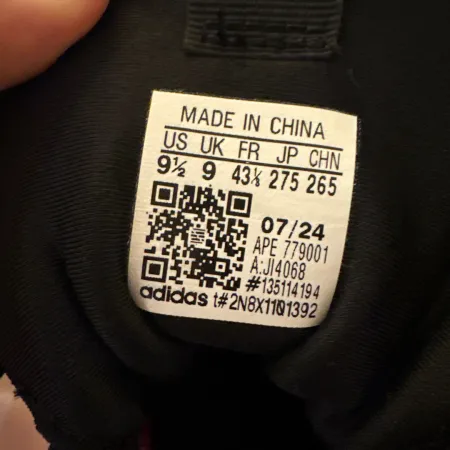 MADE IN CHINA
US UK FR JP CHN
9½ 9 43⅓ 275 265
07/24
APE 779001
A:JI4068
#135114194
adidas t#2N8X1101392